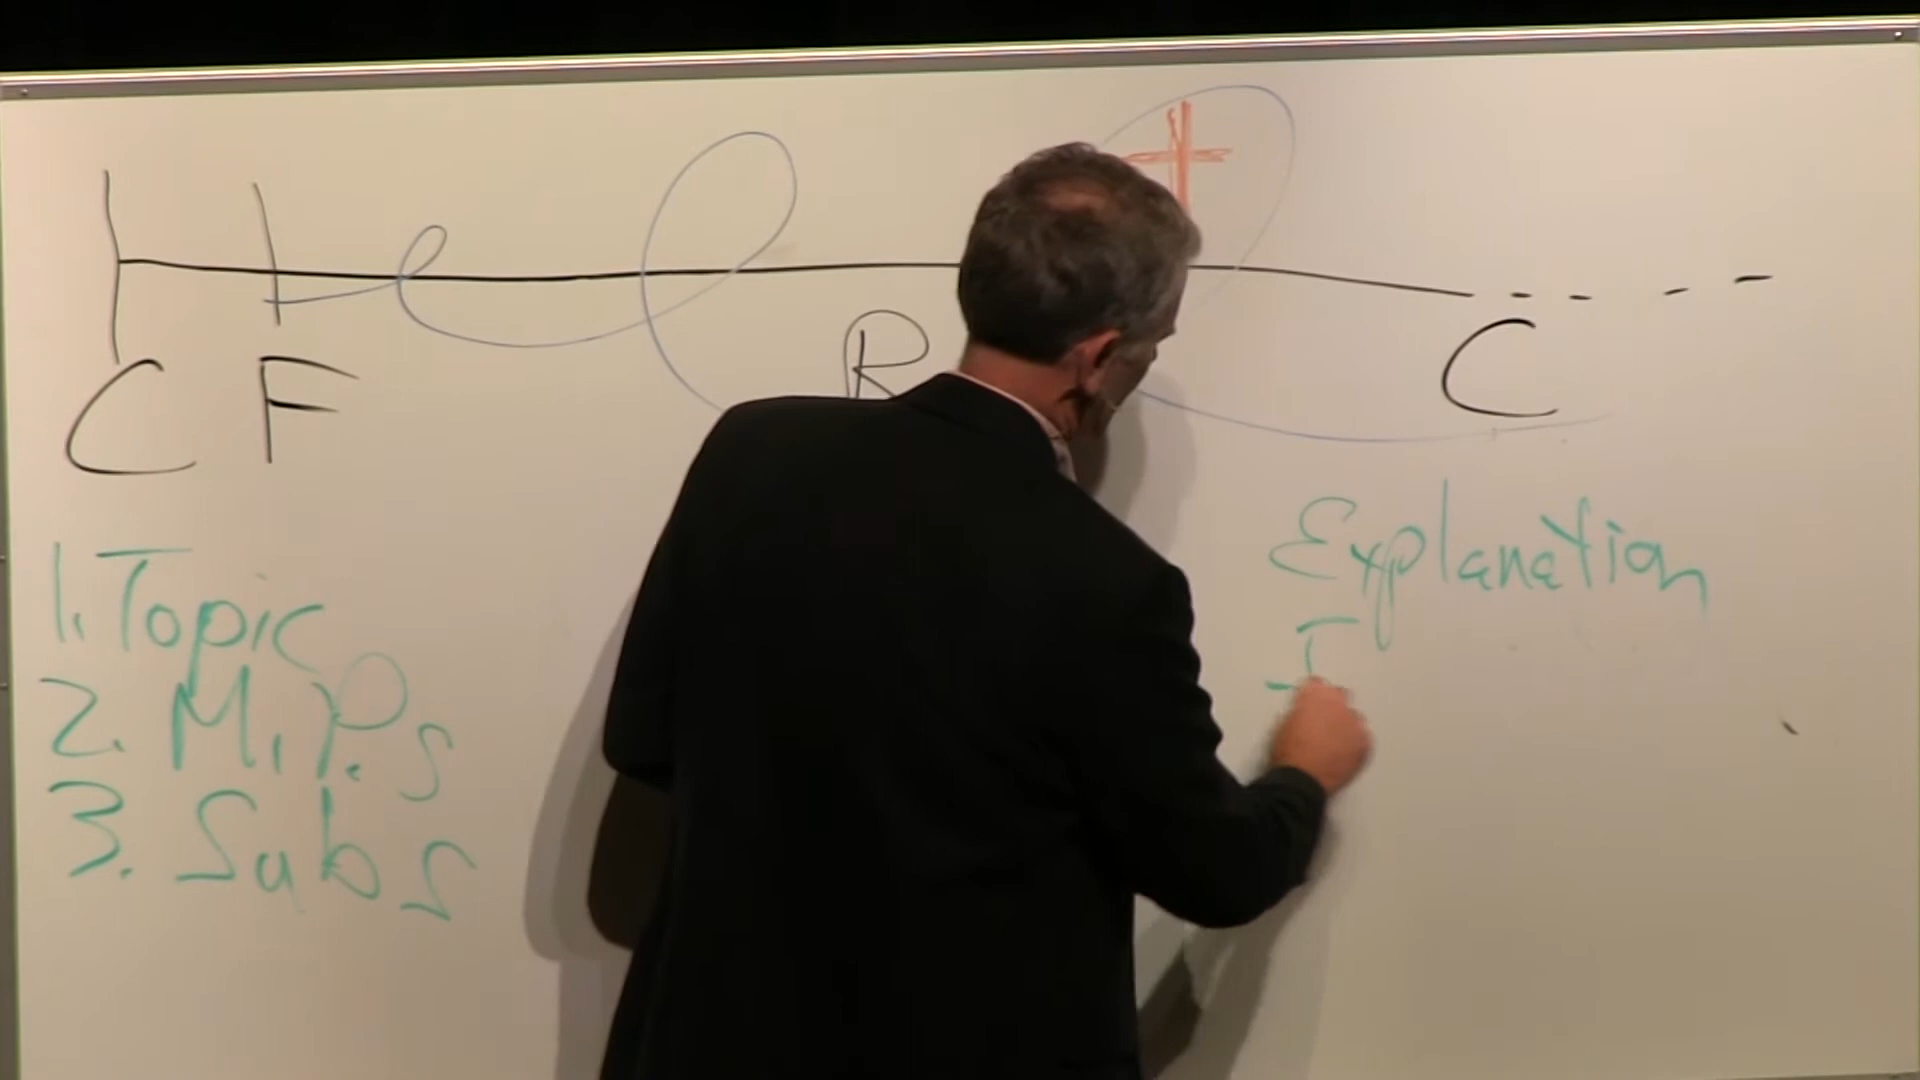 C F R C
Explanation
1. Topic
I
2. M.P.s
3. Subs